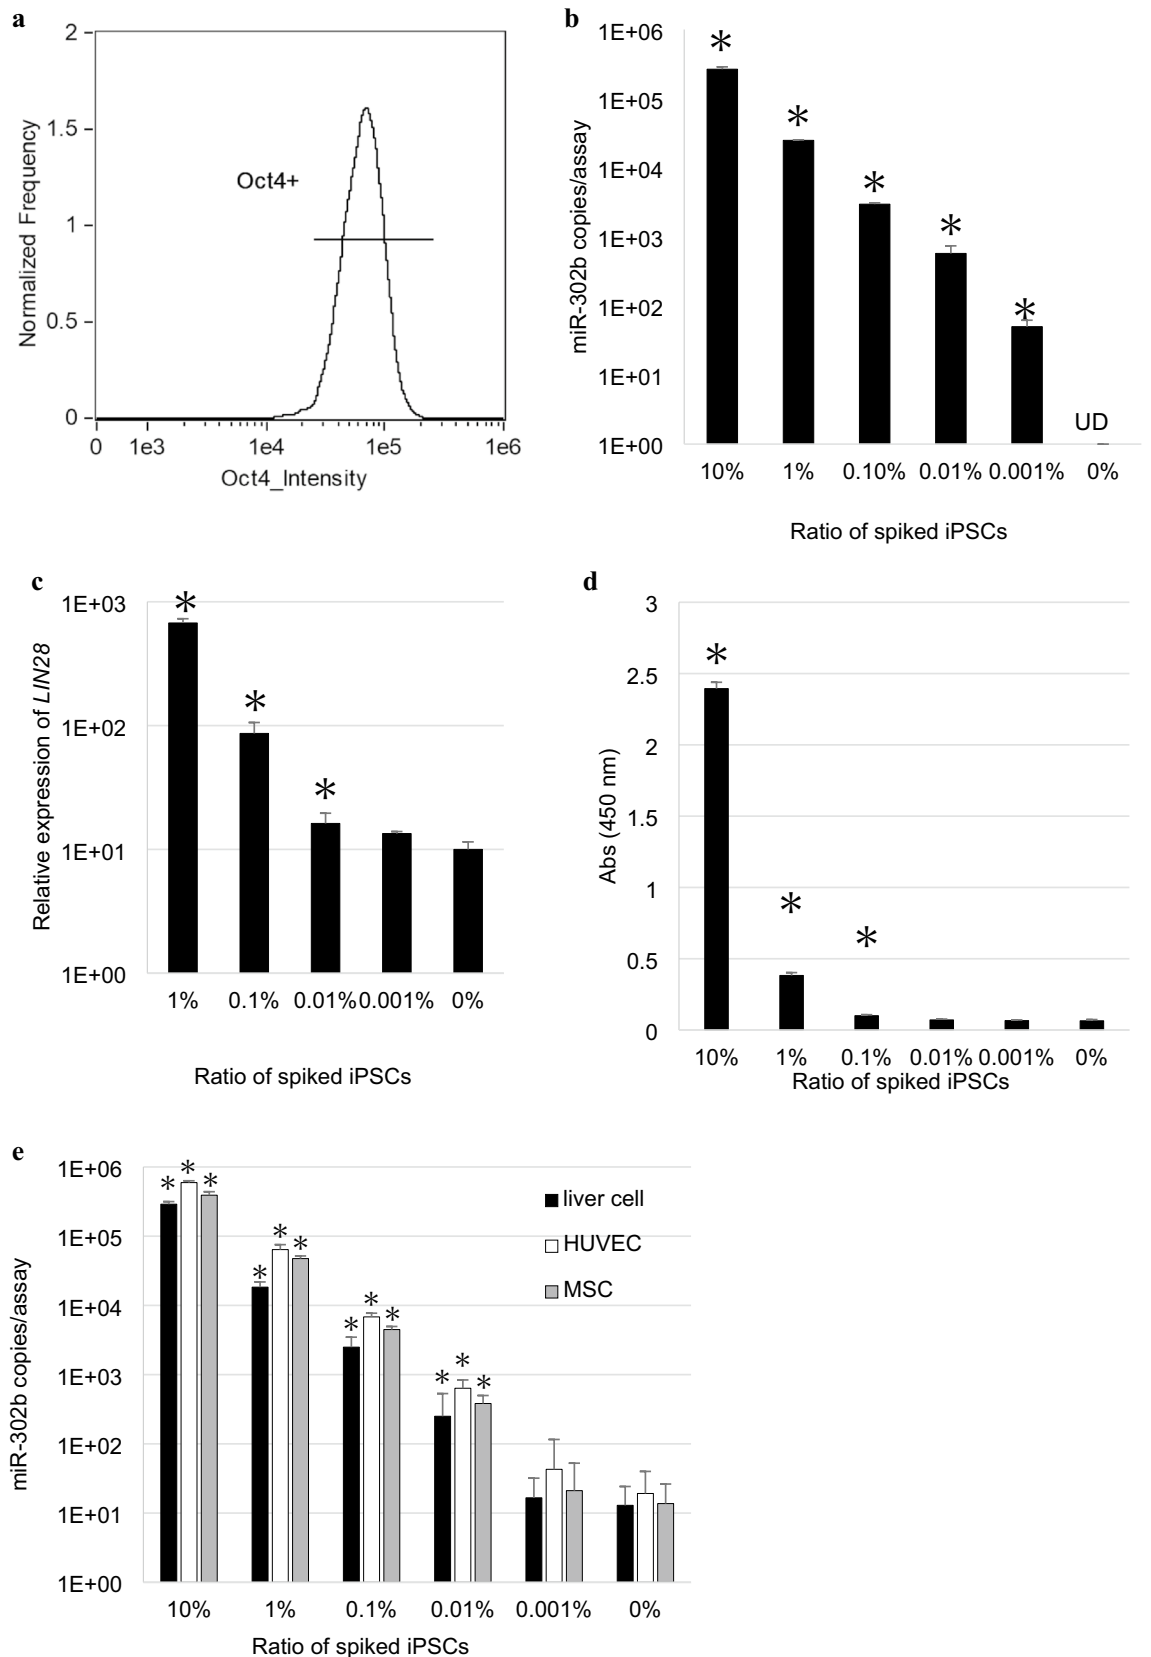 a
2
1.5
1
0.5
0
Normalized Frequency
Oct4+
0 1e3 1e4 1e5 1e6
Oct4_Intensity
b
1E+06
1E+05
1E+04
1E+03
1E+02
1E+01
1E+00
miR-302b copies/assay
* * * * *
UD
10% 1% 0.10% 0.01% 0.001% 0%
Ratio of spiked iPSCs
c
1E+03
1E+02
1E+01
1E+00
Relative expression of LIN28
* * *
1% 0.1% 0.01% 0.001% 0%
Ratio of spiked iPSCs
d
3
2.5
2
1.5
1
0.5
0
Abs (450 nm)
* * *
10% 1% 0.1% 0.01% 0.001% 0%
Ratio of spiked iPSCs
e
1E+06
1E+05
1E+04
1E+03
1E+02
1E+01
1E+00
miR-302b copies/assay
* * * * * * * * * * * *
liver cell
HUVEC
MSC
10% 1% 0.1% 0.01% 0.001% 0%
Ratio of spiked iPSCs